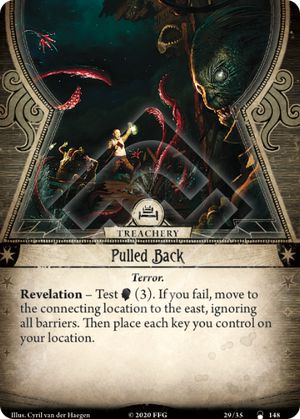 TREACHERY
Pulled Back
Terror.
Revelation – Test (3). If you fail, move to
the connecting location to the east, ignoring
all barriers. Then place each key you control on
your location.
Illus. Cyril van der Haegen
© 2020 FFG
29/35
148